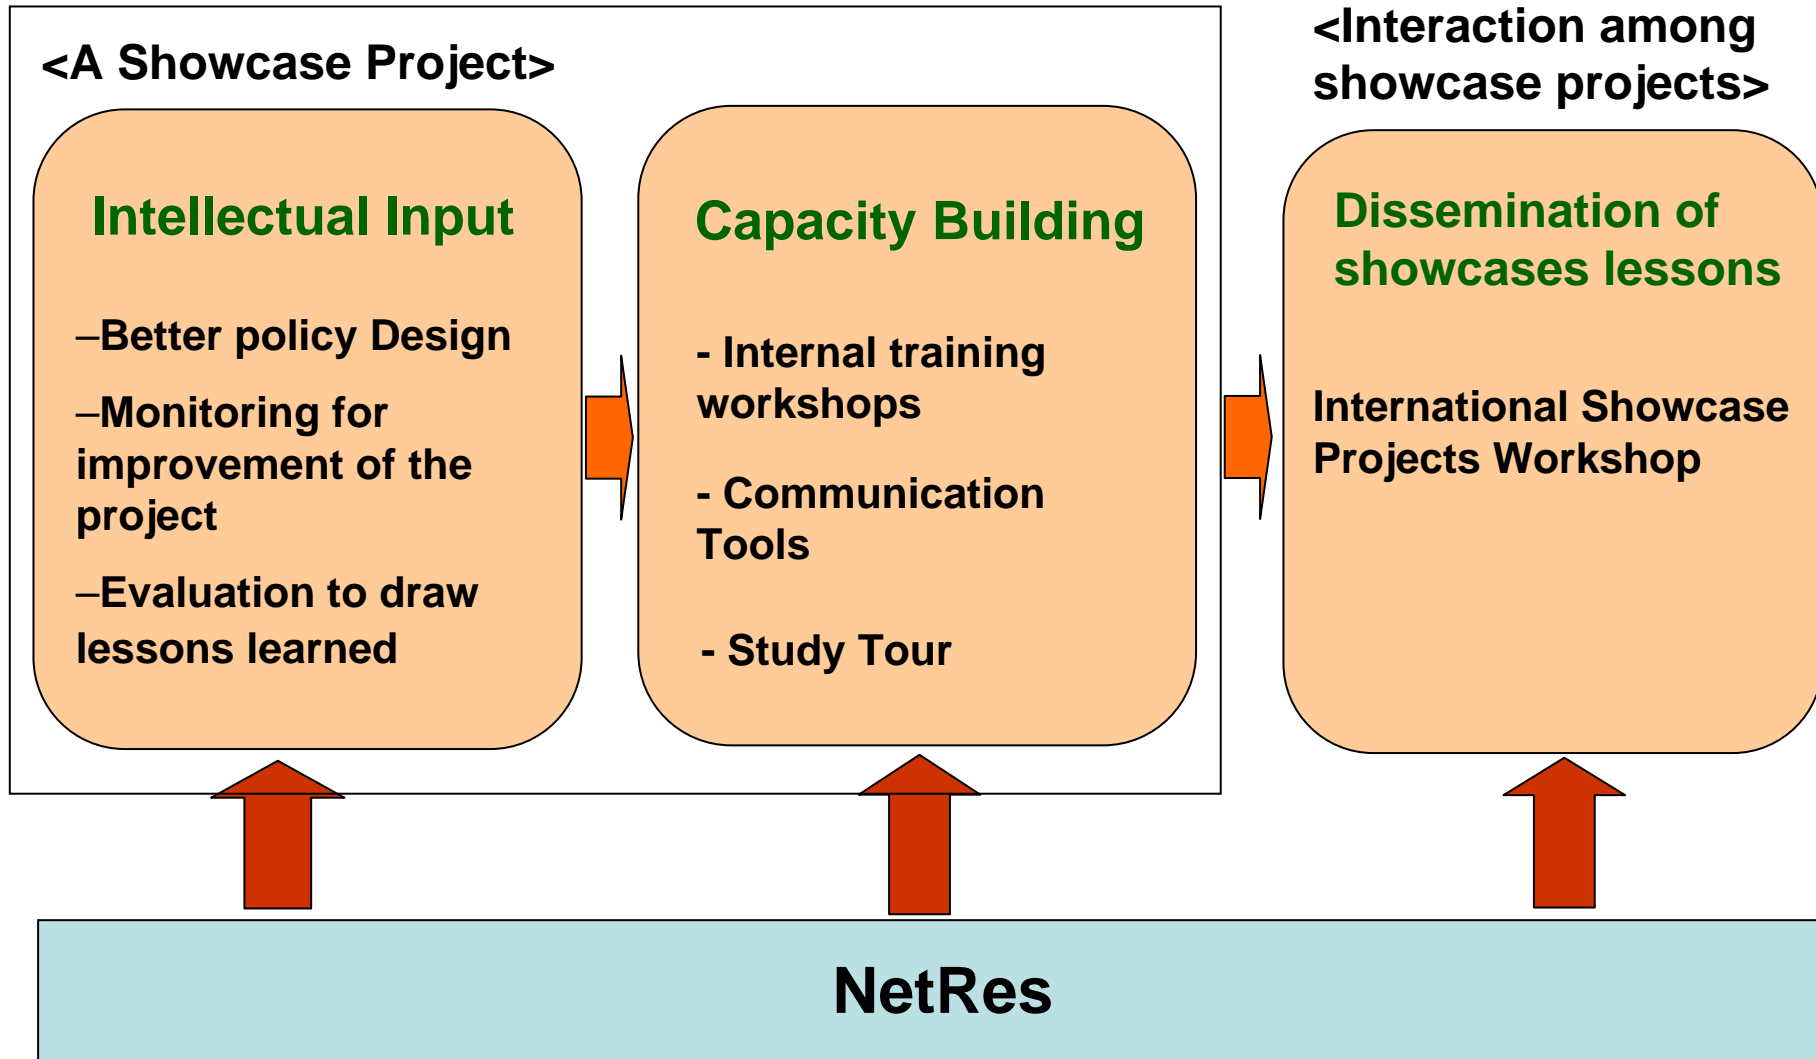 <A Showcase Project>
Intellectual Input
–Better policy Design
–Monitoring for
improvement of the
project
–Evaluation to draw
lessons learned
Capacity Building
- Internal training
workshops
- Communication
Tools
- Study Tour
<Interaction among
showcase projects>
Dissemination of
showcases lessons
International Showcase
Projects Workshop
NetRes